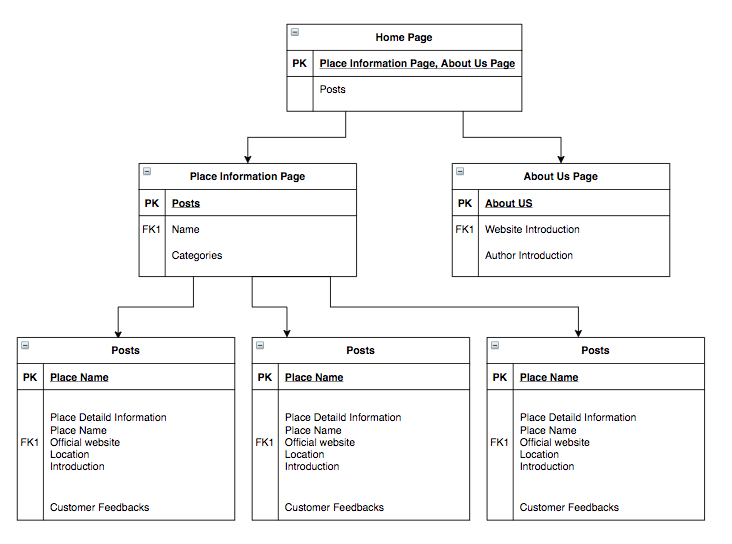 Home Page
PK Place Information Page, About Us Page
Posts
Place Information Page
PK Posts
FK1 Name
Categories
About Us Page
PK About US
FK1 Website Introduction
Author Introduction
Posts
PK Place Name
Place Detaild Information
Place Name
FK1 Official website
Location
Introduction
Customer Feedbacks
Posts
PK Place Name
Place Detaild Information
Place Name
FK1 Official website
Location
Introduction
Customer Feedbacks
Posts
PK Place Name
Place Detaild Information
Place Name
FK1 Official website
Location
Introduction
Customer Feedbacks